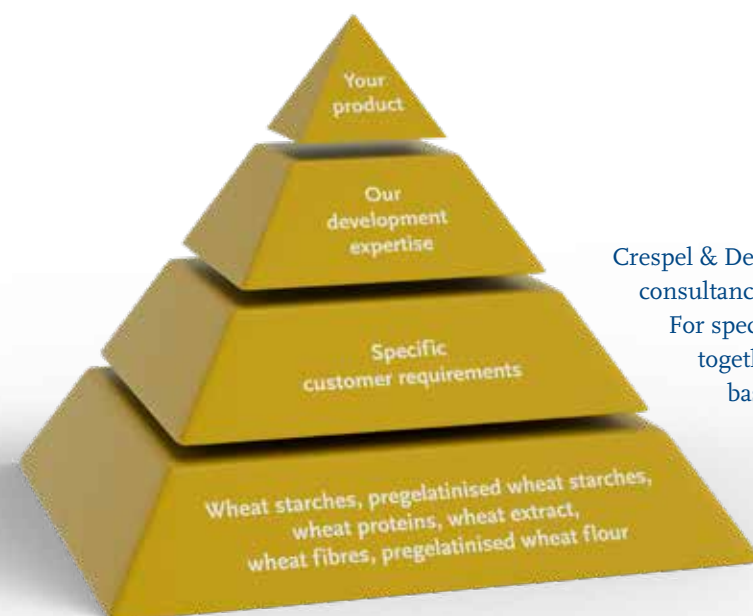 Your
product
Our
development
expertise
Specific
customer requirements
Wheat starches, pregelatinised wheat starches,
wheat proteins, wheat extract,
wheat fibres, pregelatinised wheat flour
Crespel & De
consultanc
For spec
togeth
bas